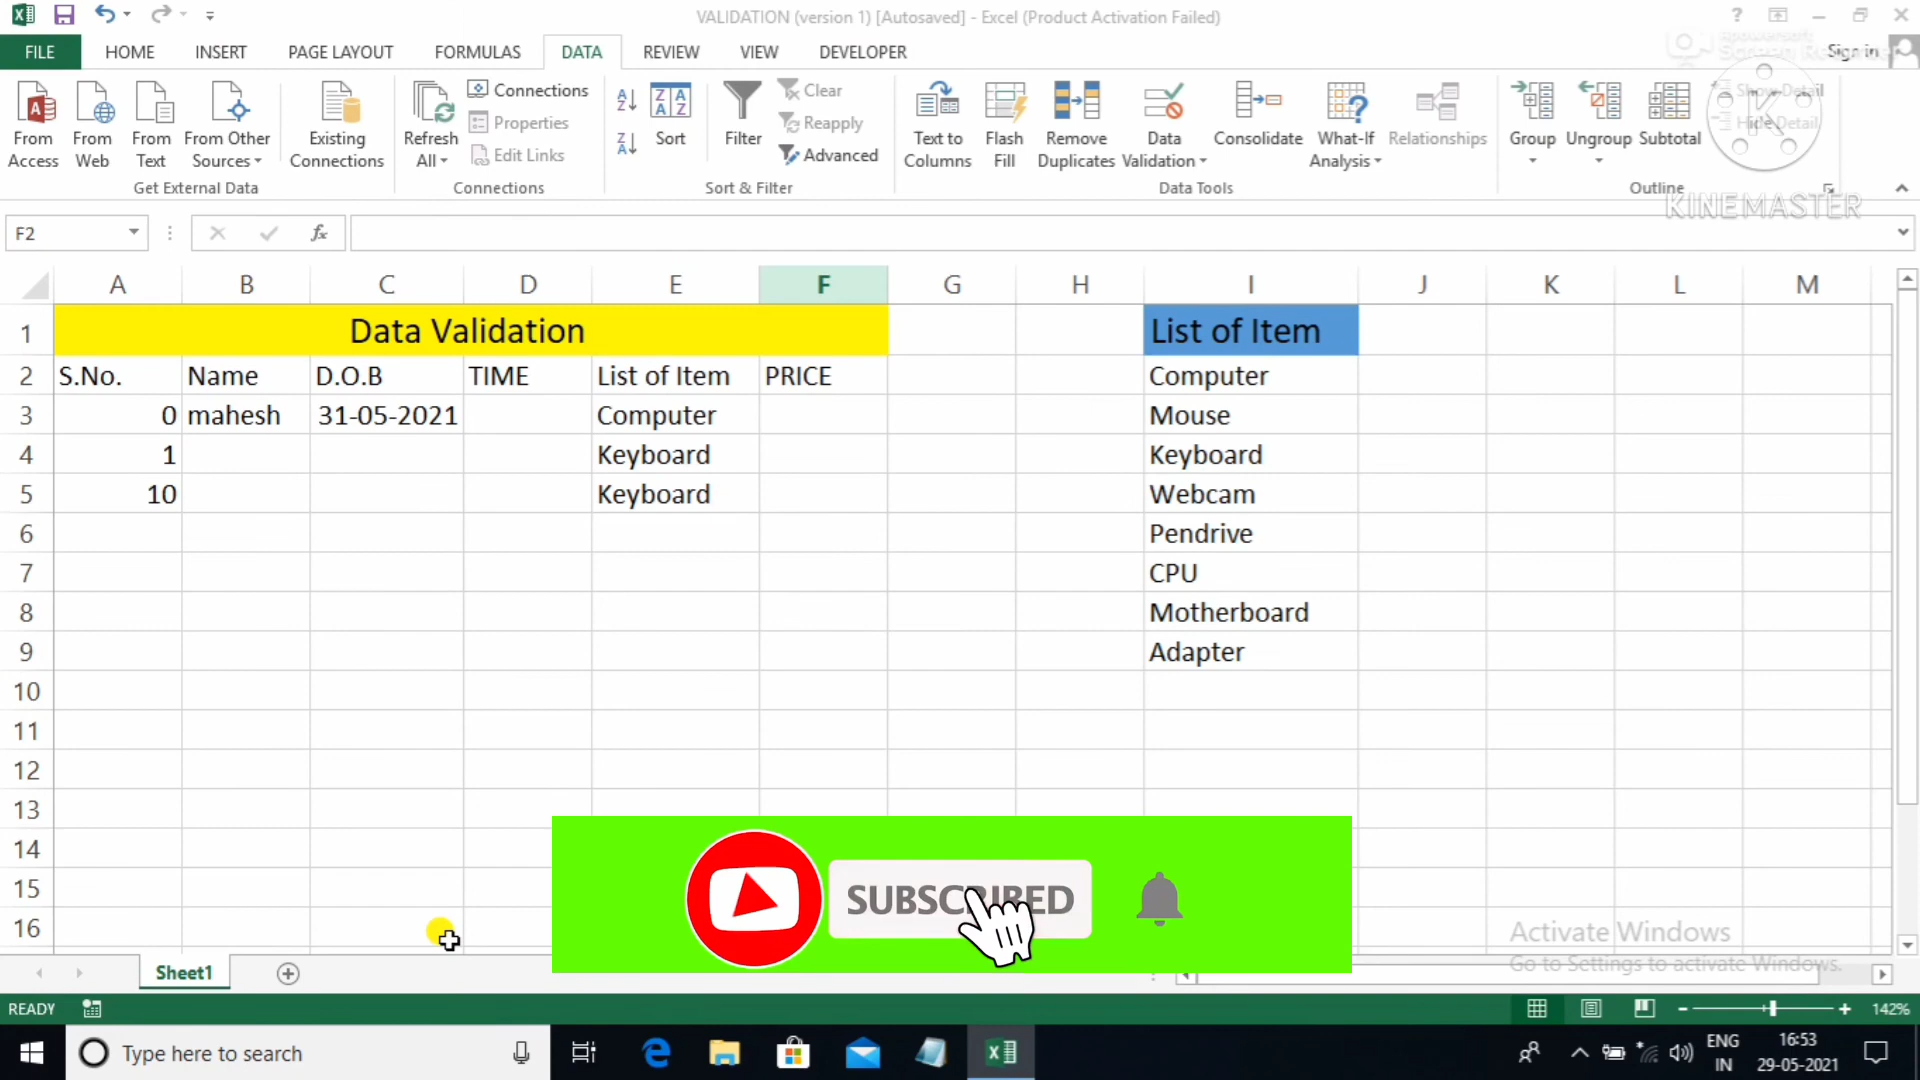 VALIDATION (version 1) [Autosaved] - Excel (Product Activation Failed)
FILE HOME INSERT PAGE LAYOUT FORMULAS DATA REVIEW VIEW DEVELOPER Sign in
From Access
From Web
From Text
From Other Sources
Existing Connections
Get External Data
Refresh All
Connections
Properties
Edit Links
Connections
Sort
Filter
Clear
Reapply
Advanced
Sort & Filter
Text to Columns
Flash Fill
Remove Duplicates
Data Validation
Consolidate
What-If Analysis
Relationships
Data Tools
Group
Ungroup
Subtotal
Show Detail
Hide Detail
Outline
K
KINEMASTER
F2
fx
A B C D E F G H I J K L M
1 Data Validation List of Item
2 S.No. Name D.O.B TIME List of Item PRICE Computer
3 0 mahesh 31-05-2021 Computer Mouse
4 1 Keyboard Keyboard
5 10 Keyboard Webcam
6 Pendrive
7 CPU
8 Motherboard
9 Adapter
10
11
12
13
14
15
16
SUBSCRIBED
Activate Windows
Go to Settings to activate Windows.
Sheet1
READY 142%
Type here to search
ENG
IN
16:53
29-05-2021